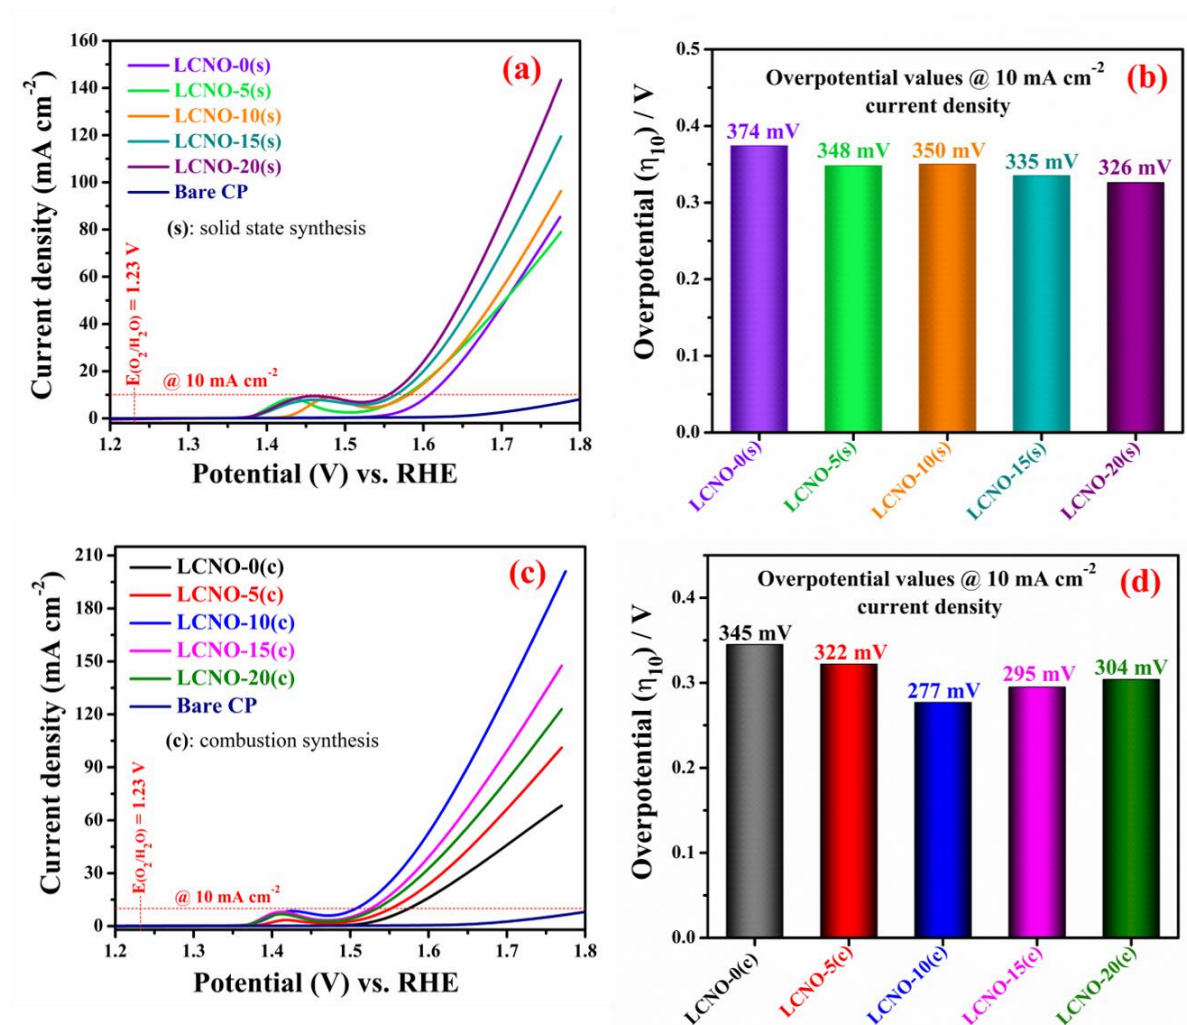 (a)
LCNO-0(s)
LCNO-5(s)
LCNO-10(s)
LCNO-15(s)
LCNO-20(s)
Bare CP
(s): solid state synthesis
E(O₂/H₂O) = 1.23 V
@ 10 mA cm⁻²
Current density (mA cm⁻²)
160
140
120
100
80
60
40
20
0
1.2 1.3 1.4 1.5 1.6 1.7 1.8
Potential (V) vs. RHE
(b)
Overpotential values @ 10 mA cm⁻²
current density
Overpotential (η₁₀) / V
0.5
0.4
0.3
0.2
0.1
0.0
374 mV
348 mV
350 mV
335 mV
326 mV
LCNO-0(s)
LCNO-5(s)
LCNO-10(s)
LCNO-15(s)
LCNO-20(s)
(c)
LCNO-0(c)
LCNO-5(c)
LCNO-10(c)
LCNO-15(c)
LCNO-20(c)
Bare CP
(c): combustion synthesis
E(O₂/H₂O) = 1.23 V
@ 10 mA cm⁻²
Current density (mA cm⁻²)
210
180
150
120
90
60
30
0
1.2 1.3 1.4 1.5 1.6 1.7 1.8
Potential (V) vs. RHE
(d)
Overpotential values @ 10 mA cm⁻²
current density
Overpotential (η₁₀) / V
0.4
0.3
0.2
0.1
0.0
345 mV
322 mV
277 mV
295 mV
304 mV
LCNO-0(c)
LCNO-5(c)
LCNO-10(c)
LCNO-15(c)
LCNO-20(c)